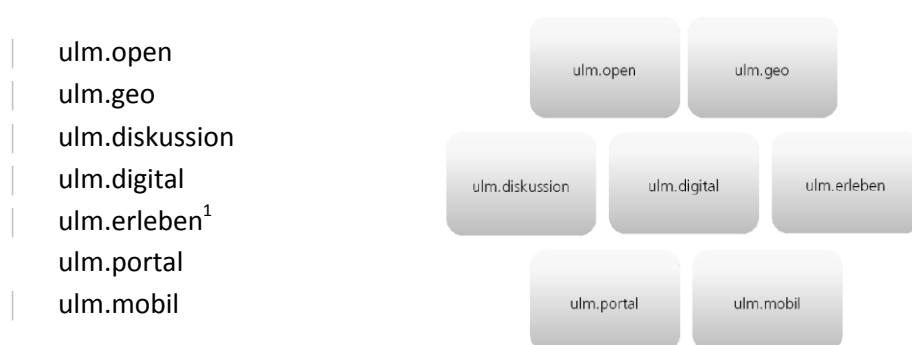 ulm.open
ulm.geo
ulm.diskussion
ulm.digital
ulm.erleben¹
ulm.portal
ulm.mobil
ulm.open ulm.geo
ulm.diskussion ulm.digital ulm.erleben
ulm.portal ulm.mobil